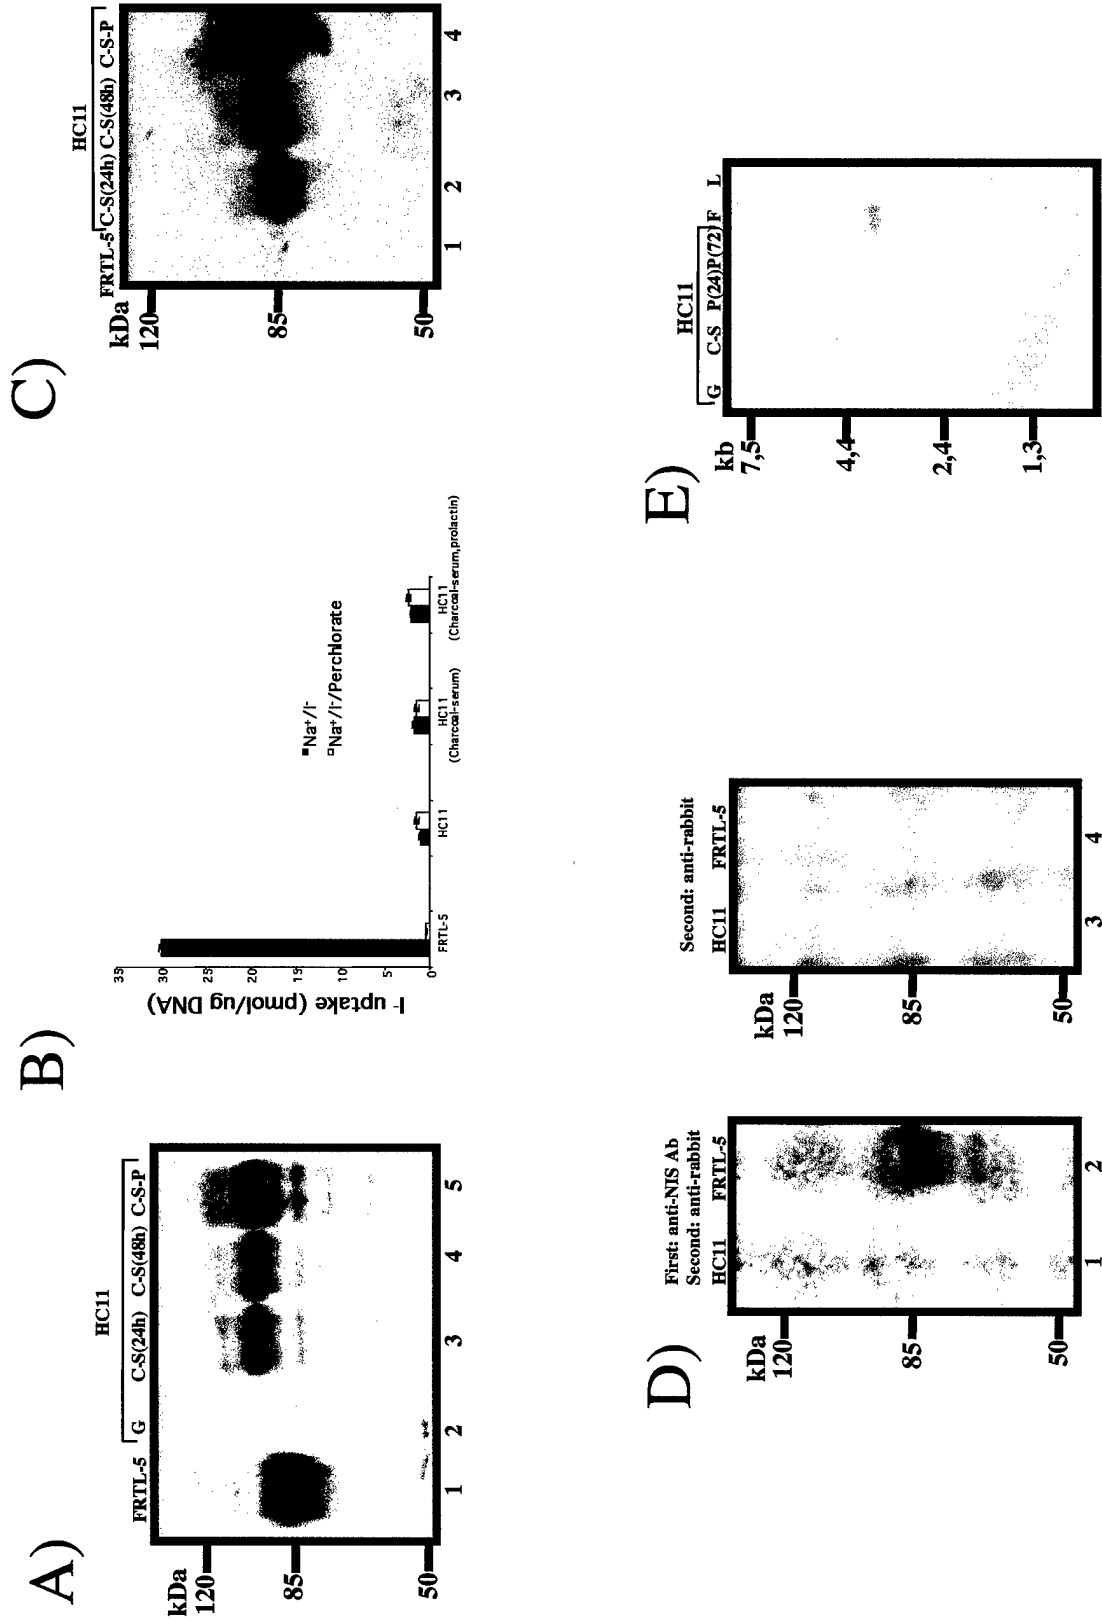 A)
HC11
FRTL-5 G C-S(24h) C-S(48h) C-S-P
kDa
120
85
50
1 2 3 4 5
B)
I- uptake (pmol/ug DNA)
35
30
25
20
15
10
5
0
■Na+/I-
□Na+/I-/Perchlorate
FRTL-5
HC11
HC11
(Charcoal-serum)
HC11
(Charcoal-serum,prolactin)
C)
HC11
FRTL-5 C-S(24h) C-S(48h) C-S-P
kDa
120
85
50
1 2 3 4
D)
First: anti-NIS Ab
Second: anti-rabbit
HC11 FRTL-5
kDa
120
85
50
1 2
Second: anti-rabbit
HC11 FRTL-5
kDa
120
85
50
3 4
E)
HC11
G C-S P(24)P(72) F L
kb
7,5
4,4
2,4
1,3